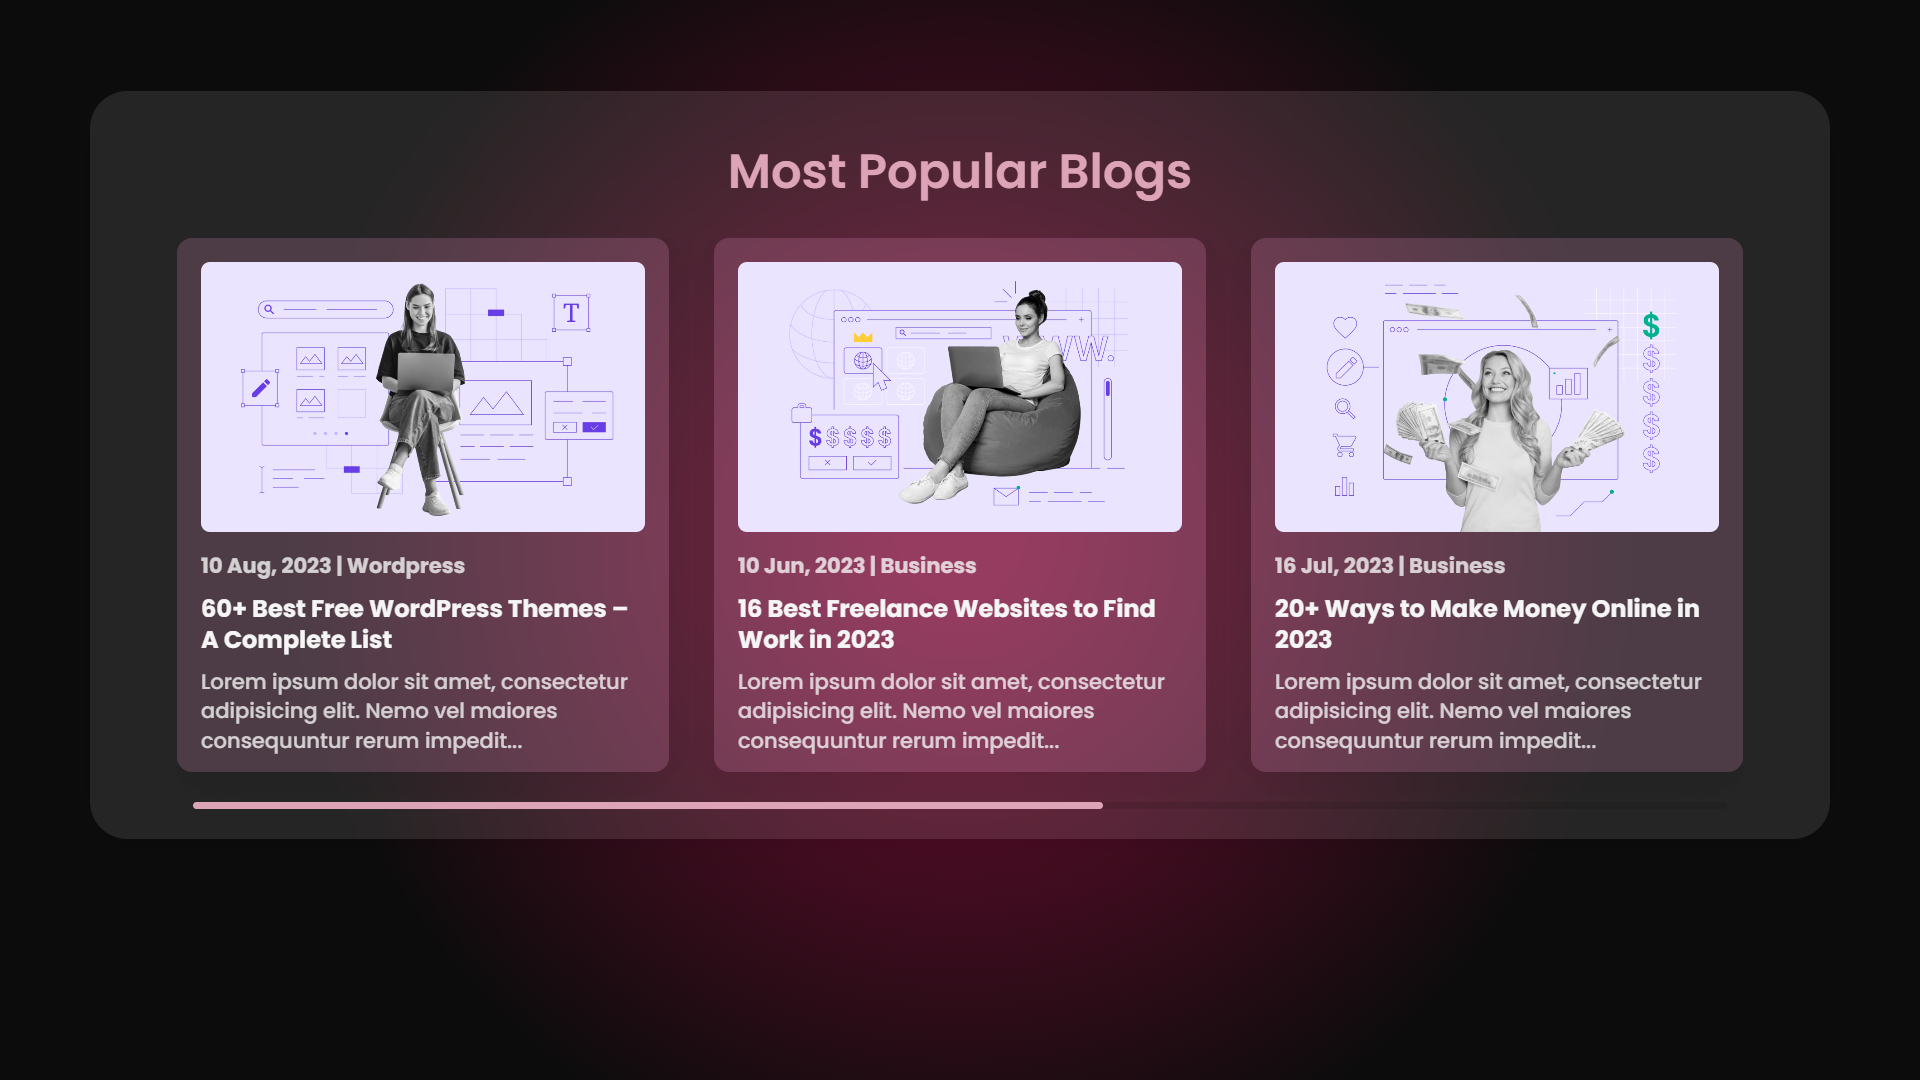 Most Popular Blogs
T
10 Aug, 2023 | Wordpress
60+ Best Free WordPress Themes –
A Complete List
Lorem ipsum dolor sit amet, consectetur
adipisicing elit. Nemo vel maiores
consequuntur rerum impedit...
WWW.
$ $ $ $ $
10 Jun, 2023 | Business
16 Best Freelance Websites to Find
Work in 2023
Lorem ipsum dolor sit amet, consectetur
adipisicing elit. Nemo vel maiores
consequuntur rerum impedit...
$
$
$
$
$
16 Jul, 2023 | Business
20+ Ways to Make Money Online in
2023
Lorem ipsum dolor sit amet, consectetur
adipisicing elit. Nemo vel maiores
consequuntur rerum impedit...